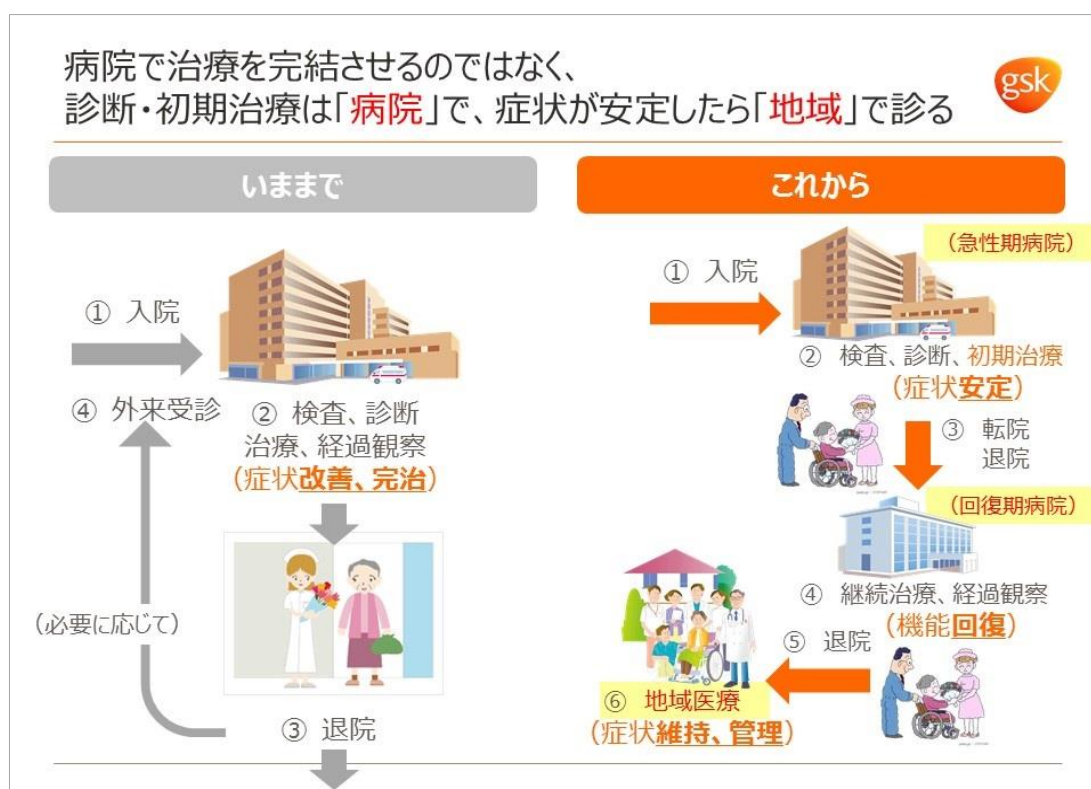 病院で治療を完結させるのではなく、
診断・初期治療は「病院」で、症状が安定したら「地域」で診る
gsk
いままで
① 入院
② 検査、診断
治療、経過観察
(症状改善、完治)
③ 退院
(必要に応じて)
④ 外来受診
これから
① 入院
(急性期病院)
② 検査、診断、初期治療
(症状安定)
③ 転院
退院
(回復期病院)
④ 継続治療、経過観察
(機能回復)
⑤ 退院
⑥ 地域医療
(症状維持、管理)